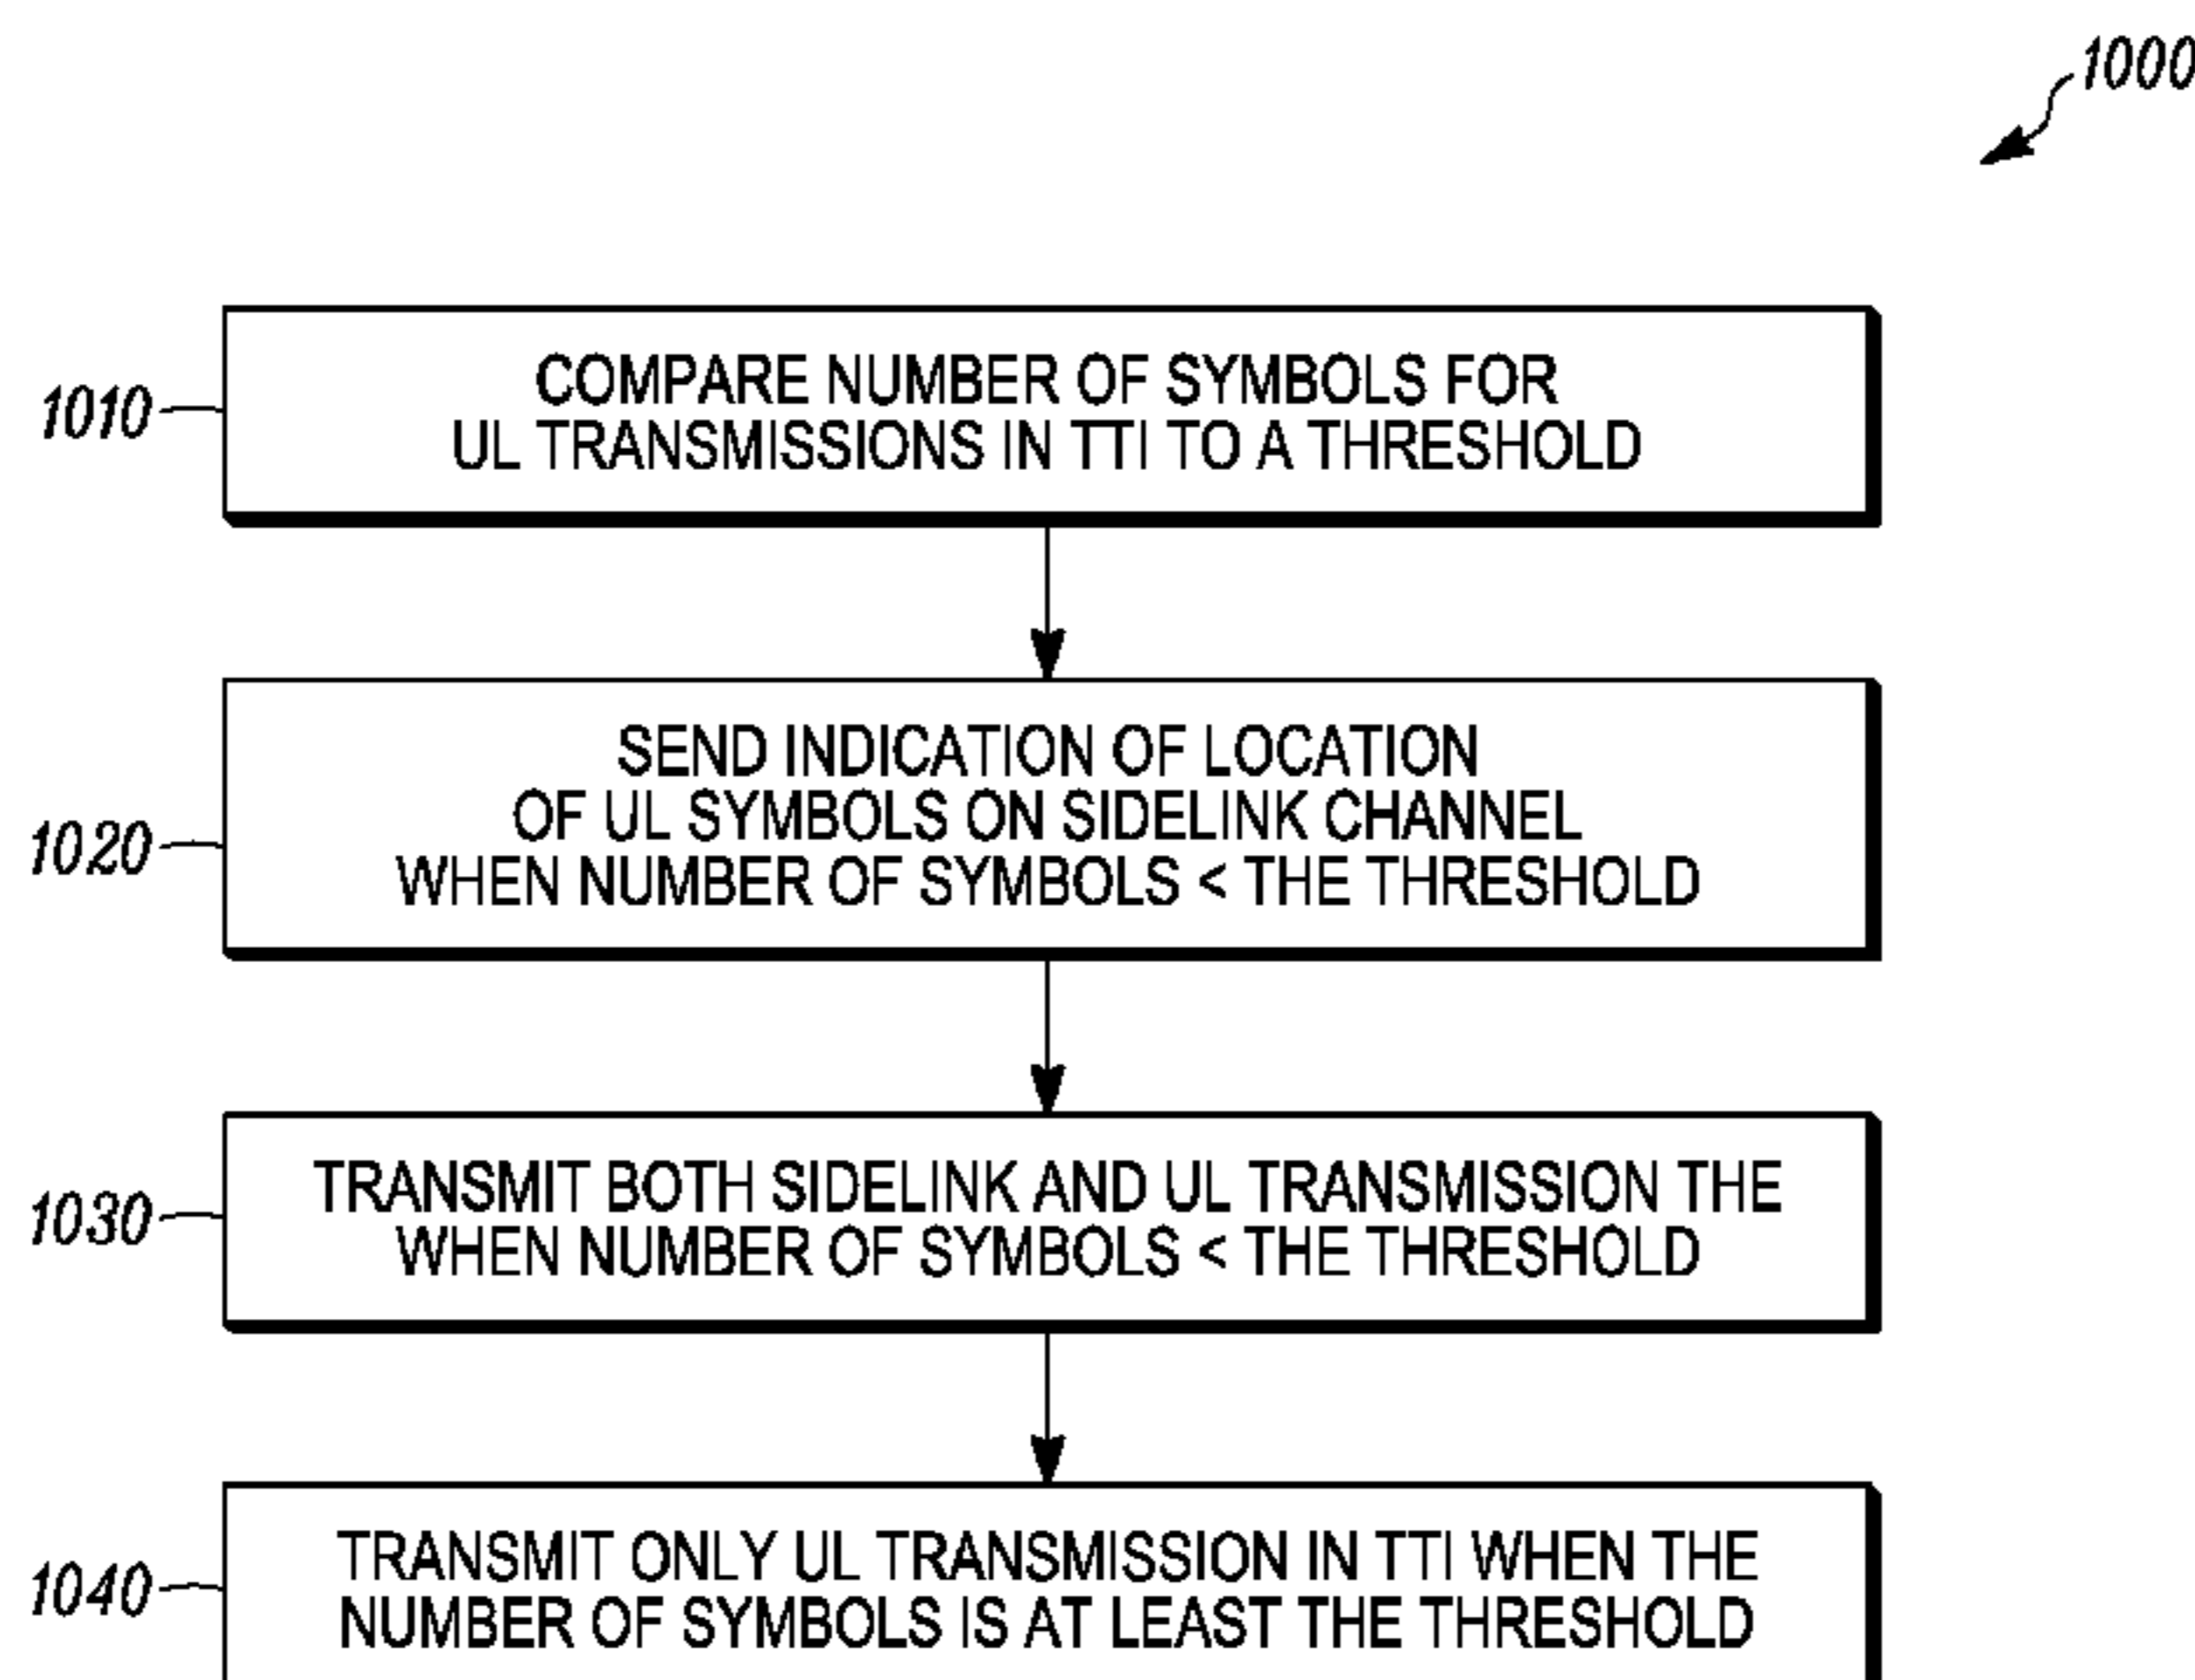 1000
1010
COMPARE NUMBER OF SYMBOLS FOR
UL TRANSMISSIONS IN TTI TO A THRESHOLD
1020
SEND INDICATION OF LOCATION
OF UL SYMBOLS ON SIDELINK CHANNEL
WHEN NUMBER OF SYMBOLS < THE THRESHOLD
1030
TRANSMIT BOTH SIDELINK AND UL TRANSMISSION THE
WHEN NUMBER OF SYMBOLS < THE THRESHOLD
1040
TRANSMIT ONLY UL TRANSMISSION IN TTI WHEN THE
NUMBER OF SYMBOLS IS AT LEAST THE THRESHOLD